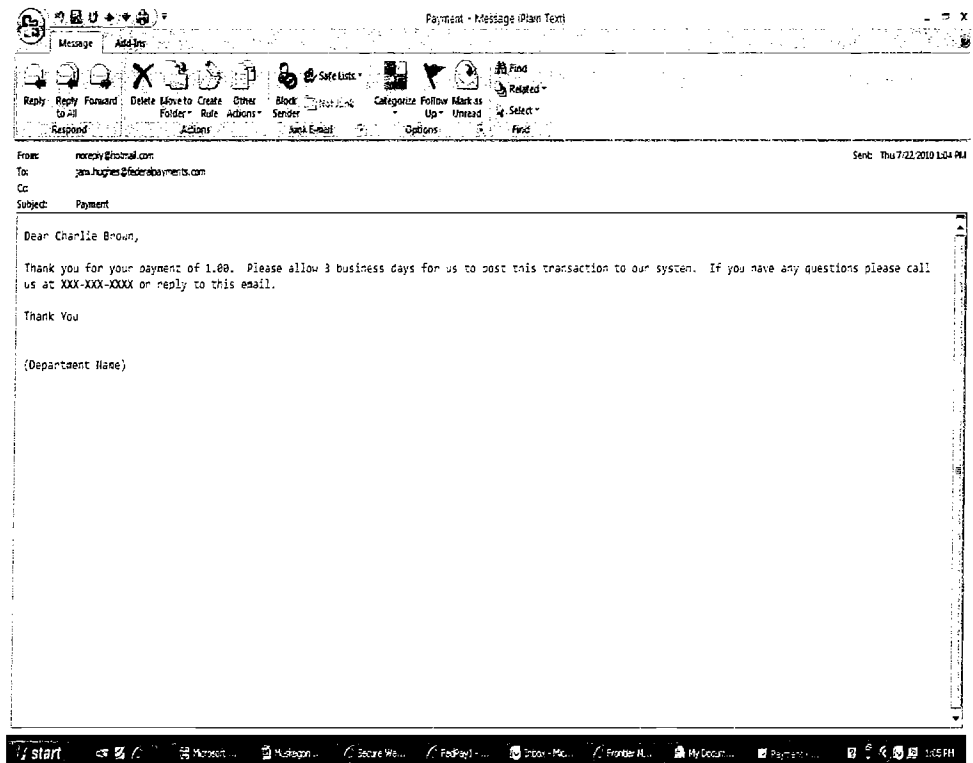 Payment - Message (Plain Text)
Message Add-Ins
Reply Reply to All Forward Delete Move to Folder Create Rule Other Actions Block Sender Safe Lists Not Junk Categorize Follow Up Mark as Unread Find Related Select
Respond Actions Junk E-mail Options Find
From: noreply@hotmail.com Sent: Thu 7/22/2010 1:04 PM
To: @federalpayments.com
Cc:
Subject: Payment
Dear Charlie Brown,
Thank you for your payment of 1.00. Please allow 3 business days for us to post this transaction to our system. If you have any questions please call
us at XXX-XXX-XXXX or reply to this email.
Thank You
(Department Name)
start Microsoft ... Muskegon ... Secure We... FedPay1 - ... Inbox - Mic... Frontier N... My Docum... Payment - ... 1:05 PM